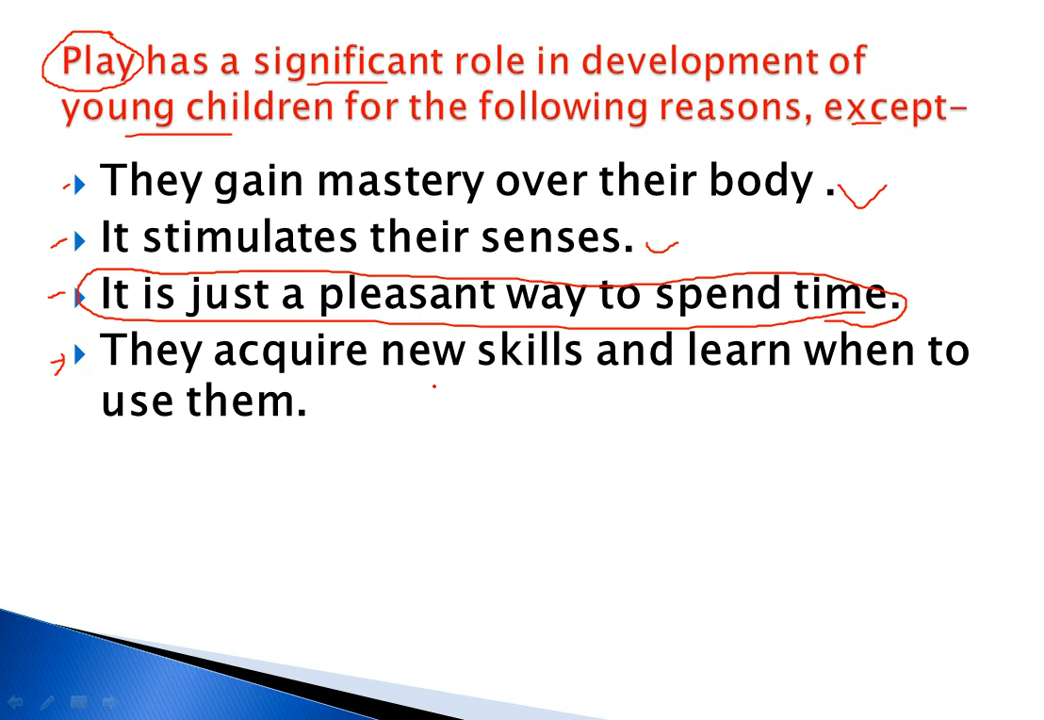 Play has a significant role in development of
young children for the following reasons, except-
They gain mastery over their body .
It stimulates their senses.
It is just a pleasant way to spend time.
They acquire new skills and learn when to
use them.